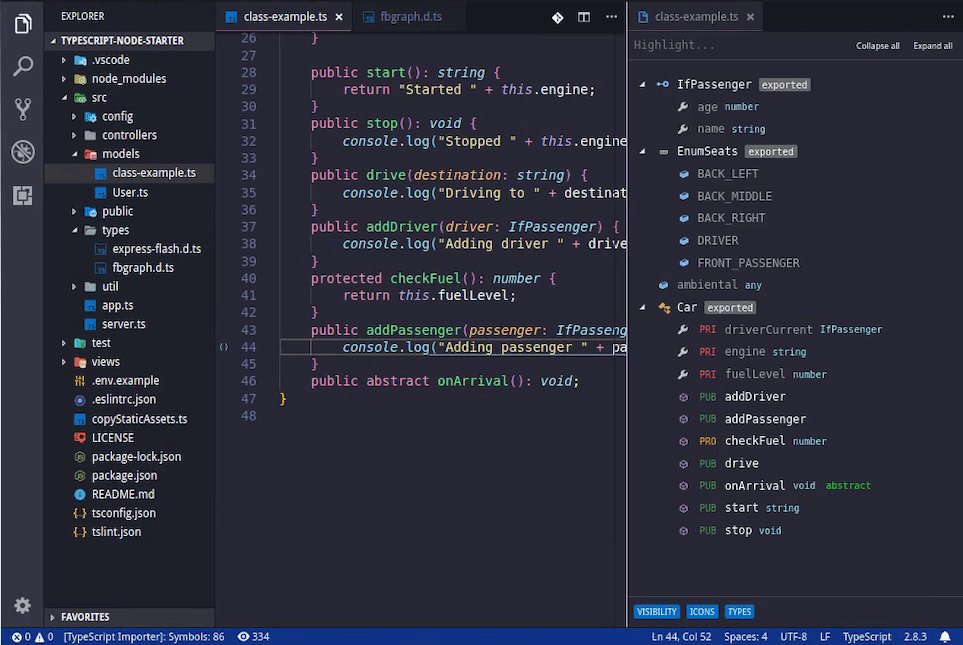 EXPLORER
TYPESCRIPT-NODE-STARTER
.vscode
node_modules
src
config
controllers
models
class-example.ts
User.ts
public
types
express-flash.d.ts
fbgraph.d.ts
util
app.ts
server.ts
test
views
.env.example
.eslintrc.json
copyStaticAssets.ts
LICENSE
package-lock.json
package.json
README.md
tsconfig.json
tslint.json
FAVORITES
class-example.ts × fbgraph.d.ts
26 }
27
28 public start(): string {
29 return "Started " + this.engine;
30 }
31 public stop(): void {
32 console.log("Stopped " + this.engine
33 }
34 public drive(destination: string) {
35 console.log("Driving to " + destinat
36 }
37 public addDriver(driver: IfPassenger) {
38 console.log("Adding driver " + drive
39 }
40 protected checkFuel(): number {
41 return this.fuelLevel;
42 }
43 public addPassenger(passenger: IfPasseng
44 console.log("Adding passenger " + pa
45 }
46 public abstract onArrival(): void;
47 }
48
class-example.ts ×
Highlight... Collapse all Expand all
IfPassenger exported
age number
name string
EnumSeats exported
BACK_LEFT
BACK_MIDDLE
BACK_RIGHT
DRIVER
FRONT_PASSENGER
ambiental any
Car exported
PRI driverCurrent IfPassenger
PRI engine string
PRI fuelLevel number
PUB addDriver
PUB addPassenger
PRO checkFuel number
PUB drive
PUB onArrival void abstract
PUB start string
PUB stop void
VISIBILITY ICONS TYPES
0 0 [TypeScript Importer]: Symbols: 86 334 Ln 44, Col 52 Spaces: 4 UTF-8 LF TypeScript 2.8.3